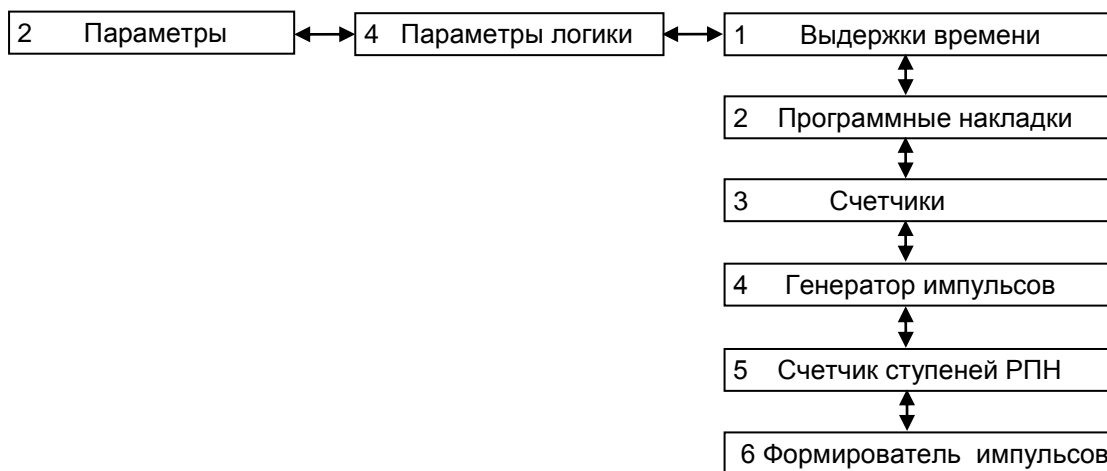 2 Параметры
4 Параметры логики
1 Выдержки времени
2 Программные накладки
3 Счетчики
4 Генератор импульсов
5 Счетчик ступеней РПН
6 Формирователь импульсов